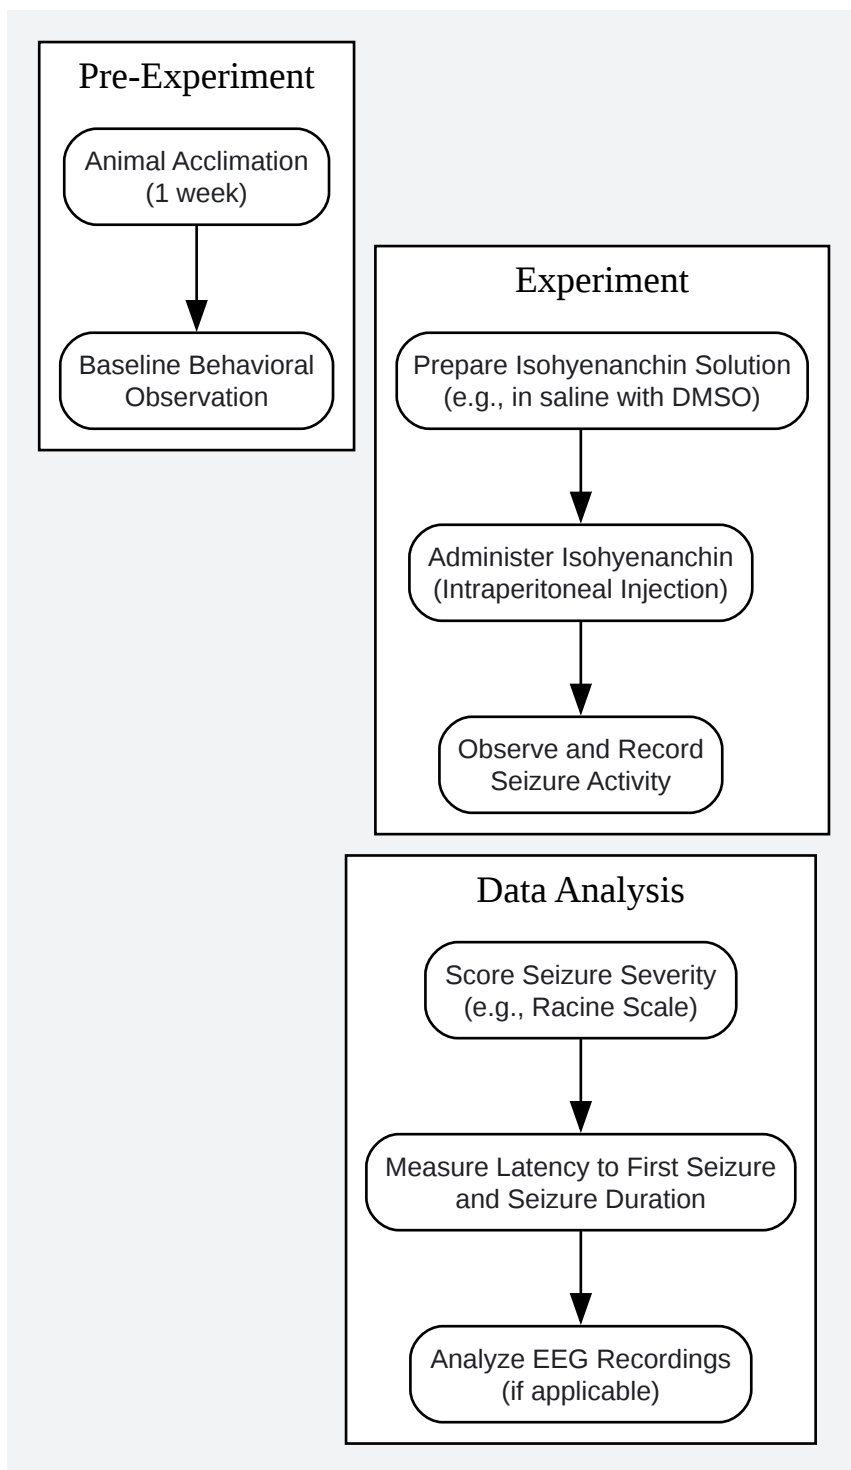 Pre-Experiment
Animal Acclimation
(1 week)
Baseline Behavioral
Observation
Experiment
Prepare Isohyenanchin Solution
(e.g., in saline with DMSO)
Administer Isohyenanchin
(Intraperitoneal Injection)
Observe and Record
Seizure Activity
Data Analysis
Score Seizure Severity
(e.g., Racine Scale)
Measure Latency to First Seizure
and Seizure Duration
Analyze EEG Recordings
(if applicable)